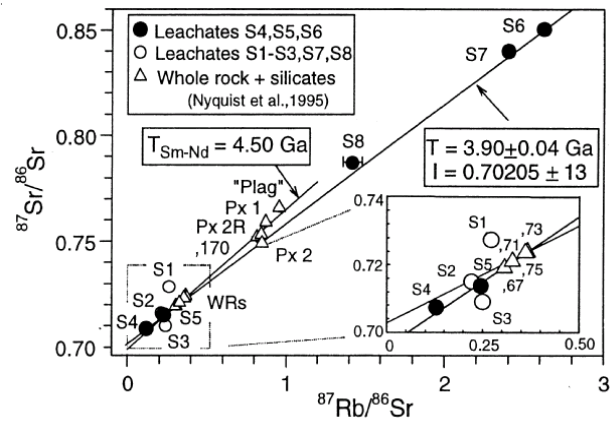 ● Leachates S4,S5,S6
○ Leachates S1-S3,S7,S8
△ Whole rock + silicates
(Nyquist et al.,1995)
T Sm-Nd = 4.50 Ga
T = 3.90±0.04 Ga
I = 0.70205 ± 13
S6
S7
S8
"Plag"
Px 1
Px 2R
,170
Px 2
WRs
S1
S2
S4
S5
S3
0.85
0.80
0.75
0.70
87Sr/86Sr
0
1
2
3
87Rb/86Sr
0.74
0.72
0.70
0
0.25
0.50
S1
,71
,73
S2
S5
,75
,67
S4
S3